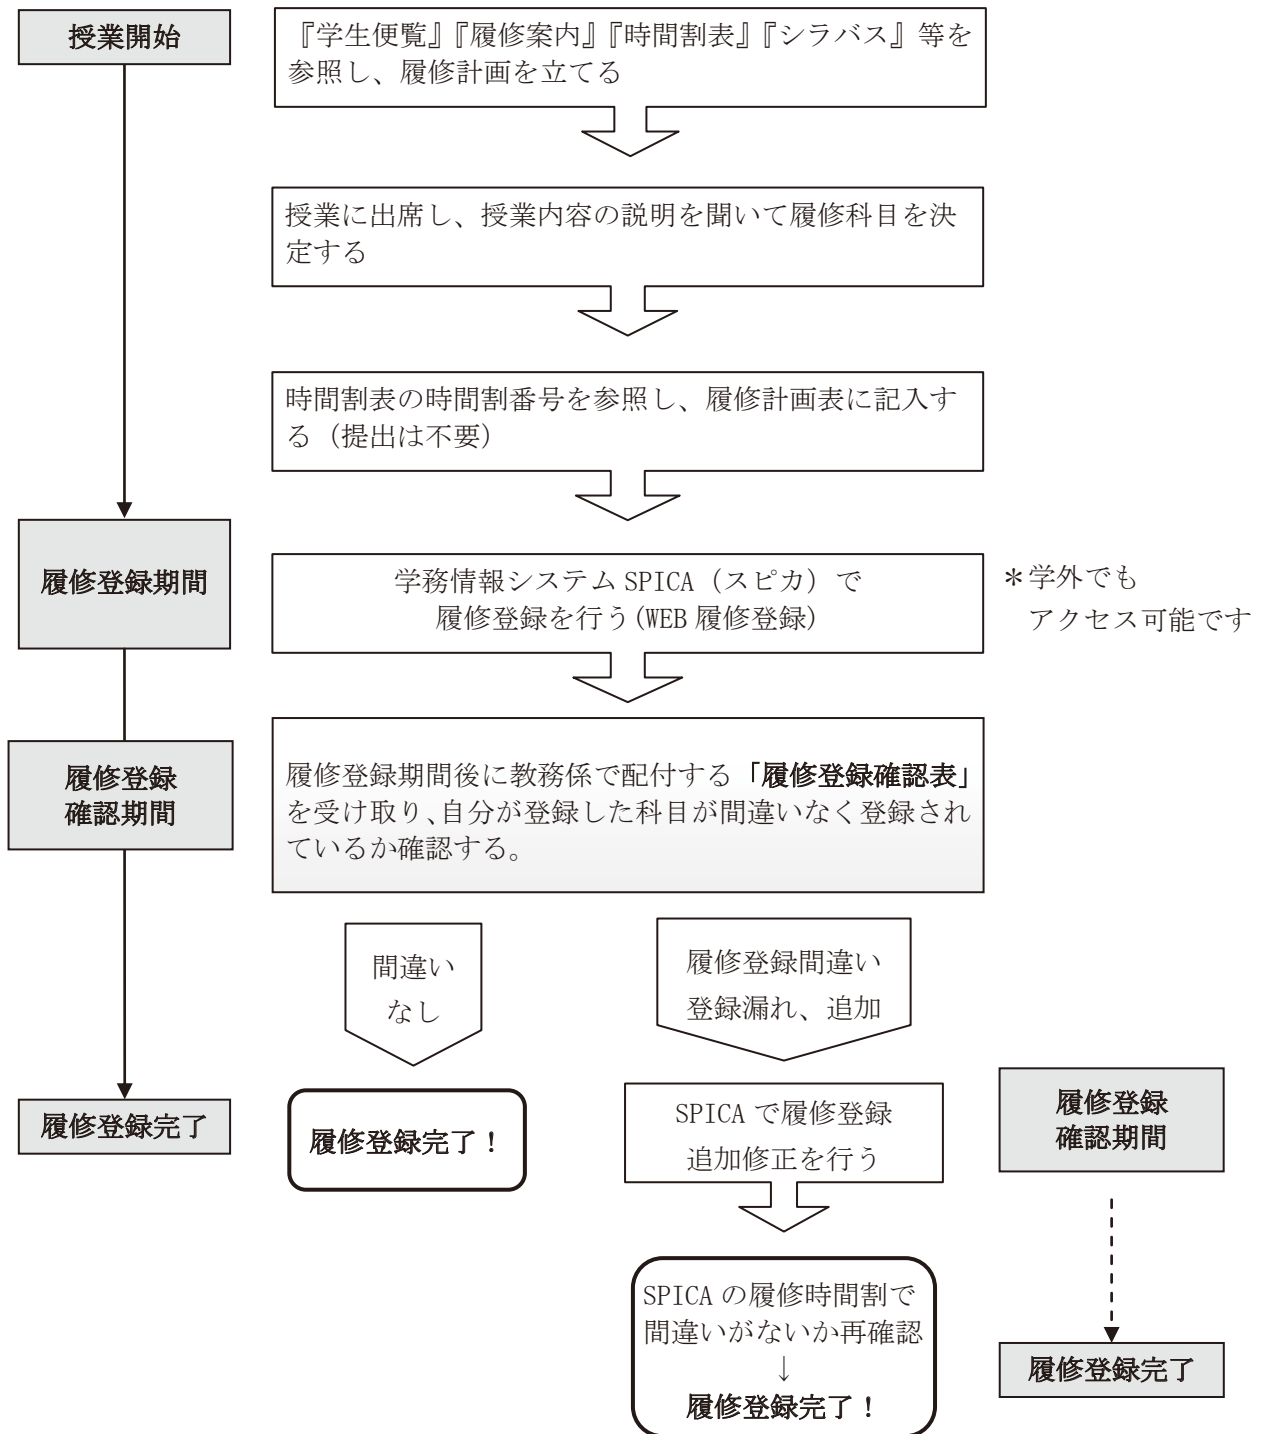 授業開始
『学生便覧』『履修案内』『時間割表』『シラバス』等を
参照し、履修計画を立てる
授業に出席し、授業内容の説明を聞いて履修科目を決
定する
時間割表の時間割番号を参照し、履修計画表に記入す
る（提出は不要）
履修登録期間
学務情報システム SPICA（スピカ）で
履修登録を行う(WEB 履修登録)
＊学外でも
アクセス可能です
履修登録
確認期間
履修登録期間後に教務係で配付する「履修登録確認表」
を受け取り、自分が登録した科目が間違いなく登録され
ているか確認する。
間違い
なし
履修登録間違い
登録漏れ、追加
履修登録完了
履修登録完了！
SPICA で履修登録
追加修正を行う
履修登録
確認期間
SPICA の履修時間割で
間違いがないか再確認
↓
履修登録完了！
履修登録完了